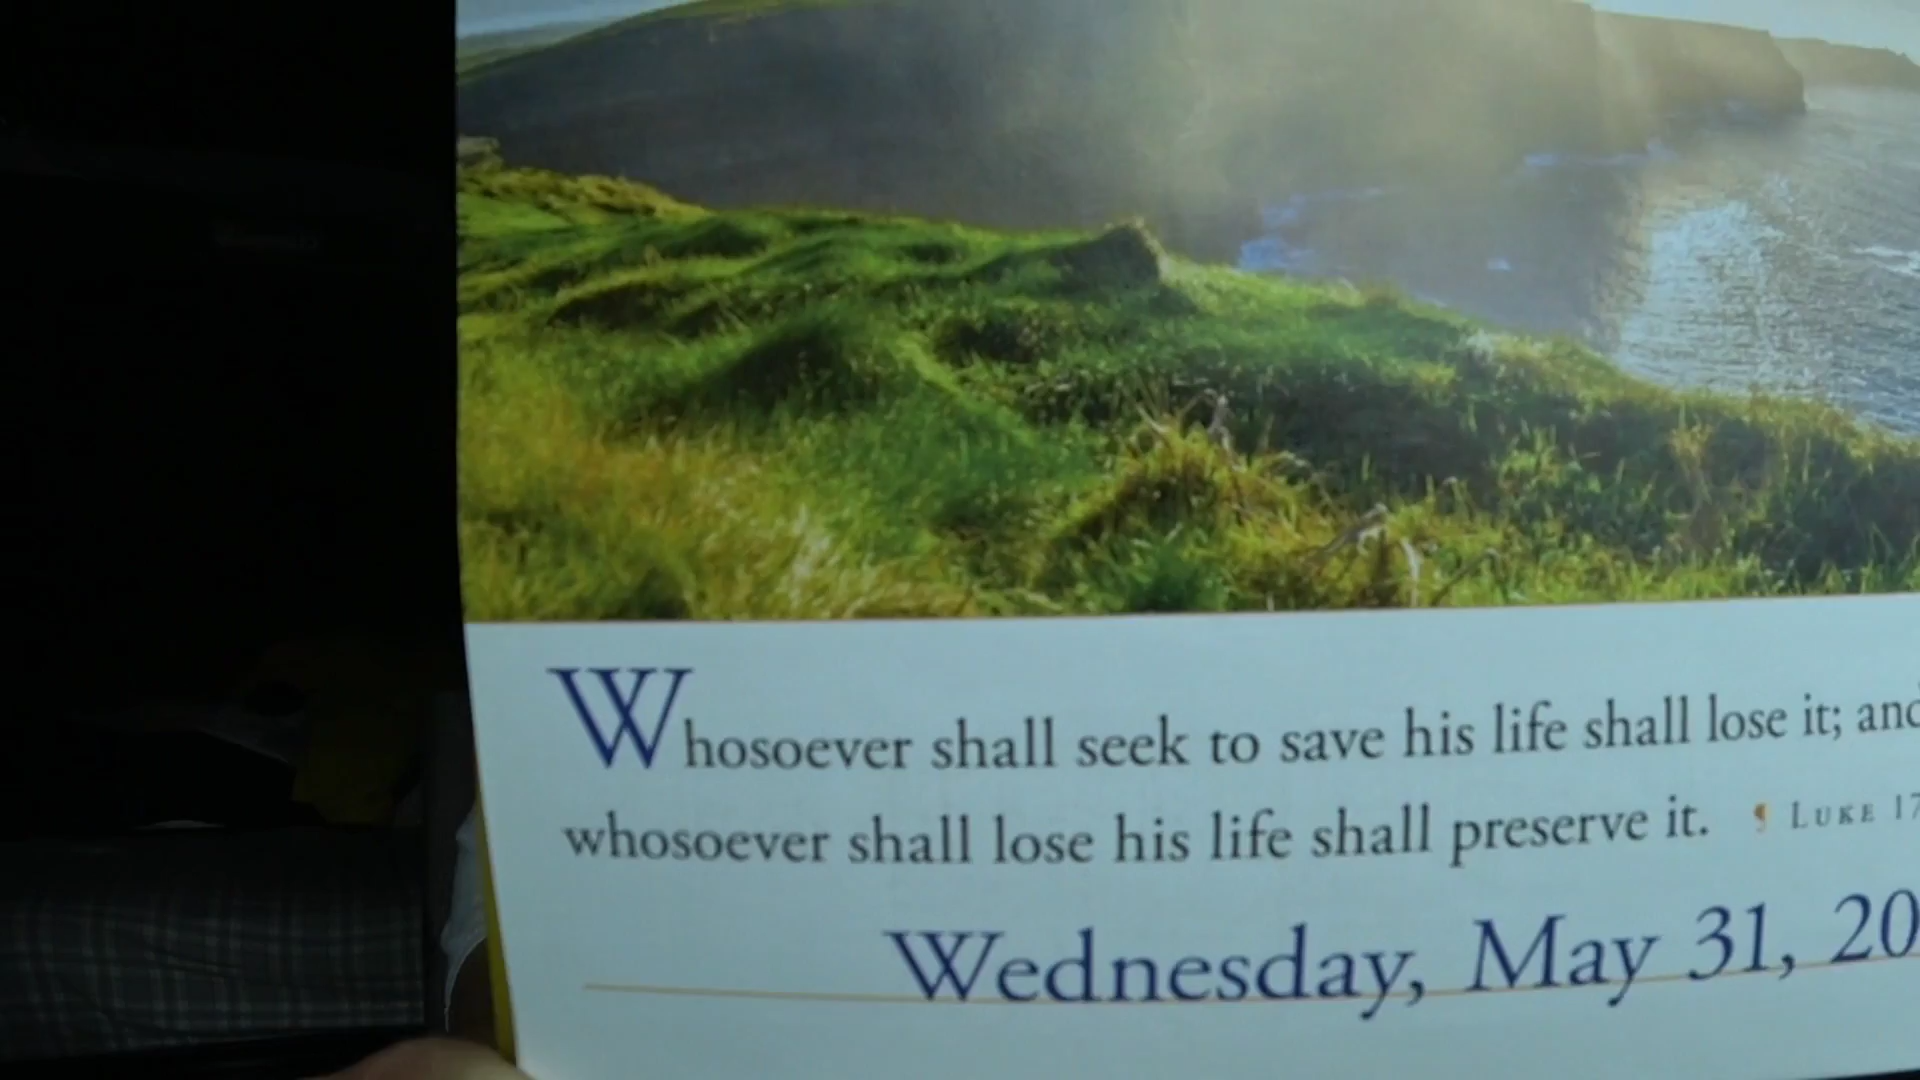 Whosoever shall seek to save his life shall lose it; and
whosoever shall lose his life shall preserve it. ¶ LUKE 17
Wednesday, May 31, 20